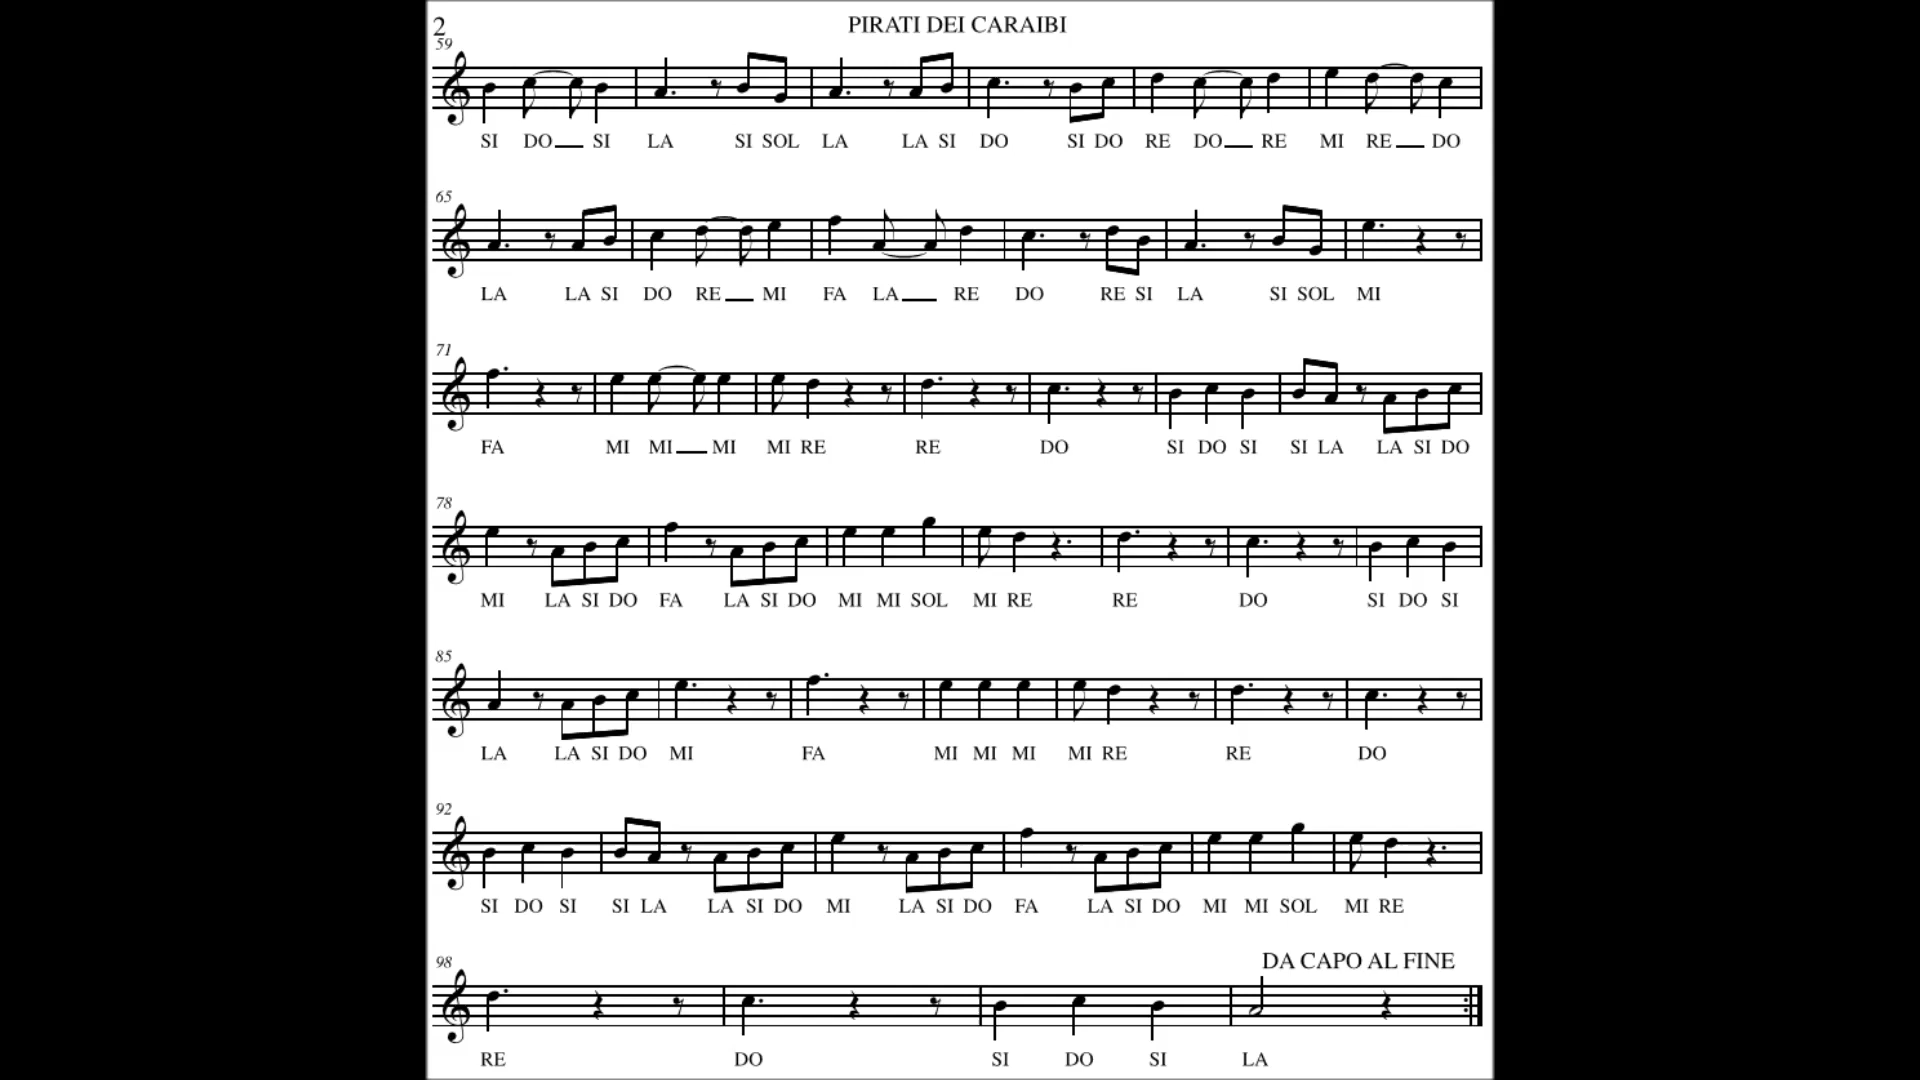 2
PIRATI DEI CARAIBI
59
SI DO SI LA SI SOL LA LA SI DO SI DO RE DO RE MI RE DO
65
LA LA SI DO RE MI FA LA RE DO RE SI LA SI SOL MI
71
FA MI MI MI MI RE RE DO SI DO SI SI LA LA SI DO
78
MI LA SI DO FA LA SI DO MI MI SOL MI RE RE DO SI DO SI
85
LA LA SI DO MI FA MI MI MI MI RE RE DO
92
SI DO SI SI LA LA SI DO MI LA SI DO FA LA SI DO MI MI SOL MI RE
DA CAPO AL FINE
98
RE DO SI DO SI LA